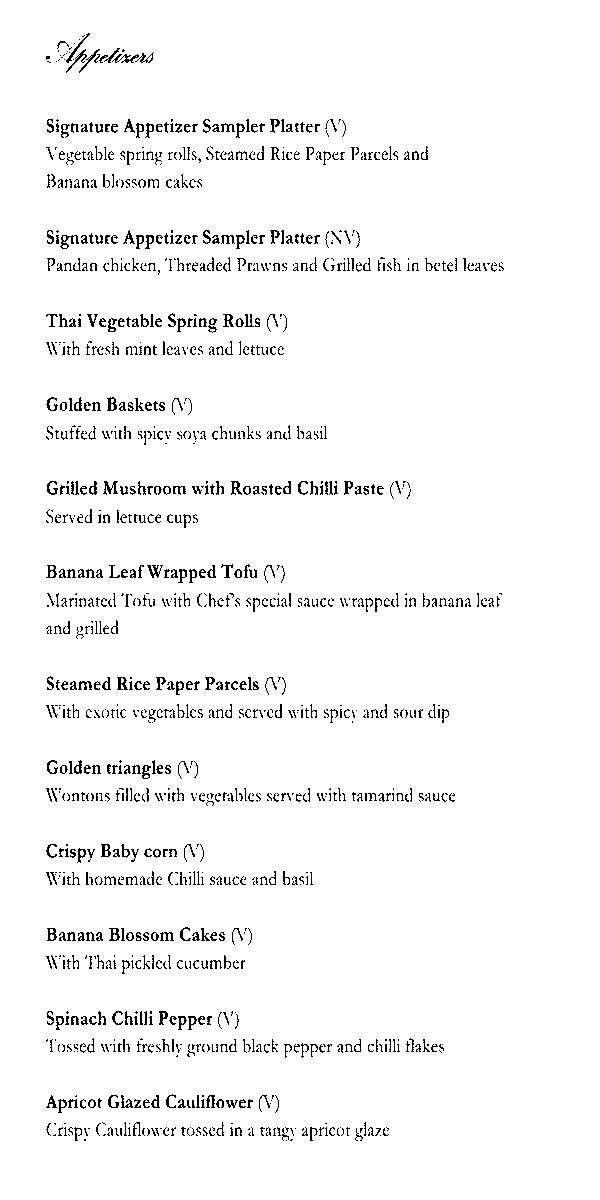 Appetizers
Signature Appetizer Sampler Platter (V)
Vegetable spring rolls, Steamed Rice Paper Parcels and
Banana blossom cakes
Signature Appetizer Sampler Platter (NV)
Pandan chicken, Threaded Prawns and Grilled fish in betel leaves
Thai Vegetable Spring Rolls (V)
With fresh mint leaves and lettuce
Golden Baskets (V)
Stuffed with spicy soya chunks and basil
Grilled Mushroom with Roasted Chilli Paste (V)
Served in lettuce cups
Banana Leaf Wrapped Tofu (V)
Marinated Tofu with Chef's special sauce wrapped in banana leaf
and grilled
Steamed Rice Paper Parcels (V)
With exotic vegetables and served with spicy and sour dip
Golden triangles (V)
Wontons filled with vegetables served with tamarind sauce
Crispy Baby corn (V)
With homemade Chilli sauce and basil
Banana Blossom Cakes (V)
With Thai pickled cucumber
Spinach Chilli Pepper (V)
Tossed with freshly ground black pepper and chilli flakes
Apricot Glazed Cauliflower (V)
Crispy Cauliflower tossed in a tangy apricot glaze